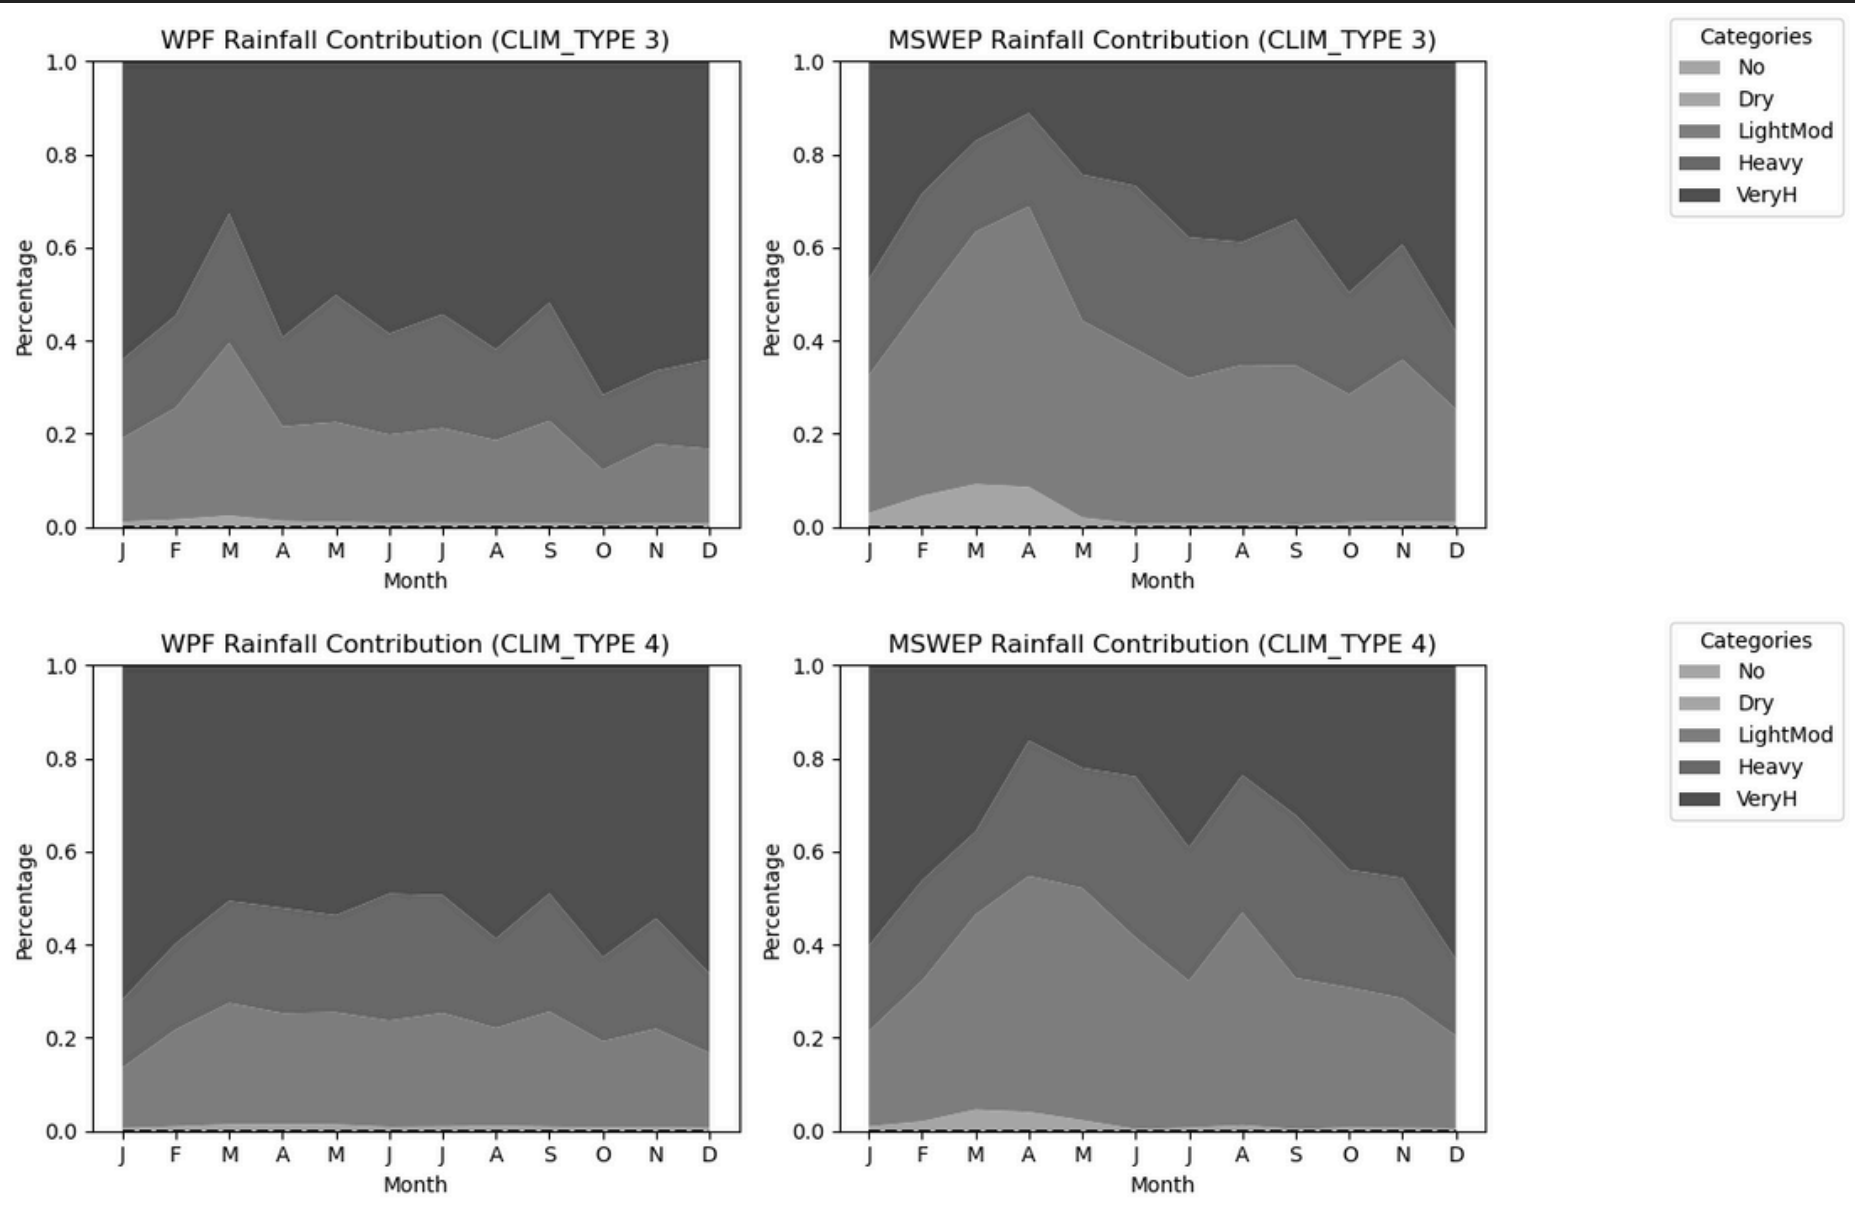 WPF Rainfall Contribution (CLIM_TYPE 3)
1.0
0.8
0.6
0.4
0.2
0.0
Percentage
J F M A M J J A S O N D
Month
MSWEP Rainfall Contribution (CLIM_TYPE 3)
1.0
0.8
0.6
0.4
0.2
0.0
Percentage
J F M A M J J A S O N D
Month
Categories
No
Dry
LightMod
Heavy
VeryH
WPF Rainfall Contribution (CLIM_TYPE 4)
1.0
0.8
0.6
0.4
0.2
0.0
Percentage
J F M A M J J A S O N D
Month
MSWEP Rainfall Contribution (CLIM_TYPE 4)
1.0
0.8
0.6
0.4
0.2
0.0
Percentage
J F M A M J J A S O N D
Month
Categories
No
Dry
LightMod
Heavy
VeryH